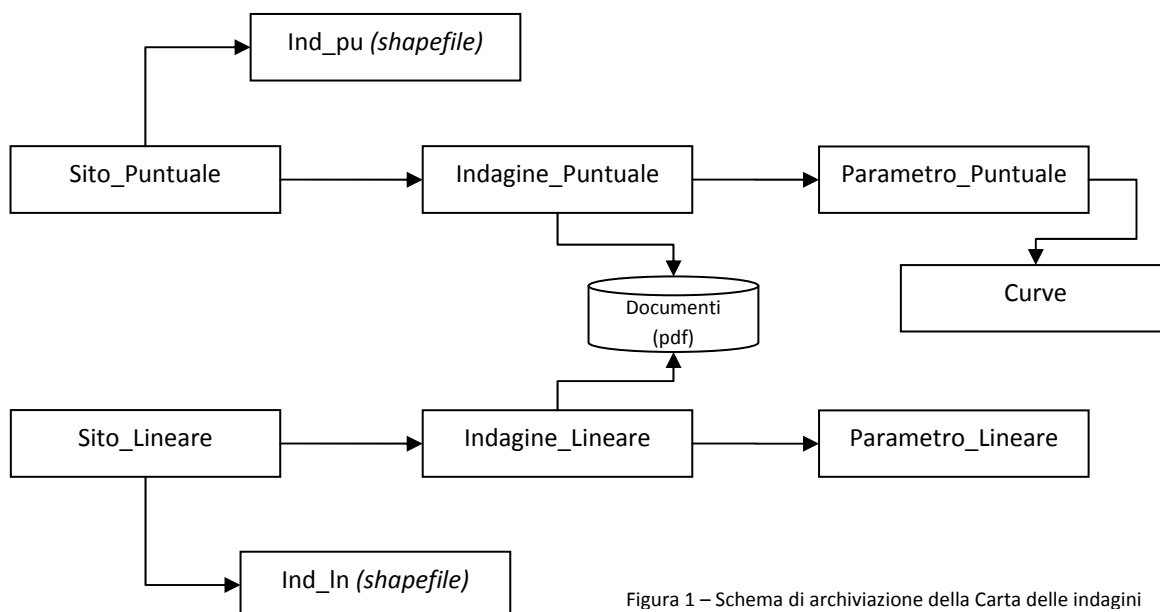 Ind_pu (shapefile)
Sito_Puntuale
Indagine_Puntuale
Parametro_Puntuale
Curve
Documenti
(pdf)
Sito_Lineare
Indagine_Lineare
Parametro_Lineare
Ind_ln (shapefile)
Figura 1 – Schema di archiviazione della Carta delle indagini